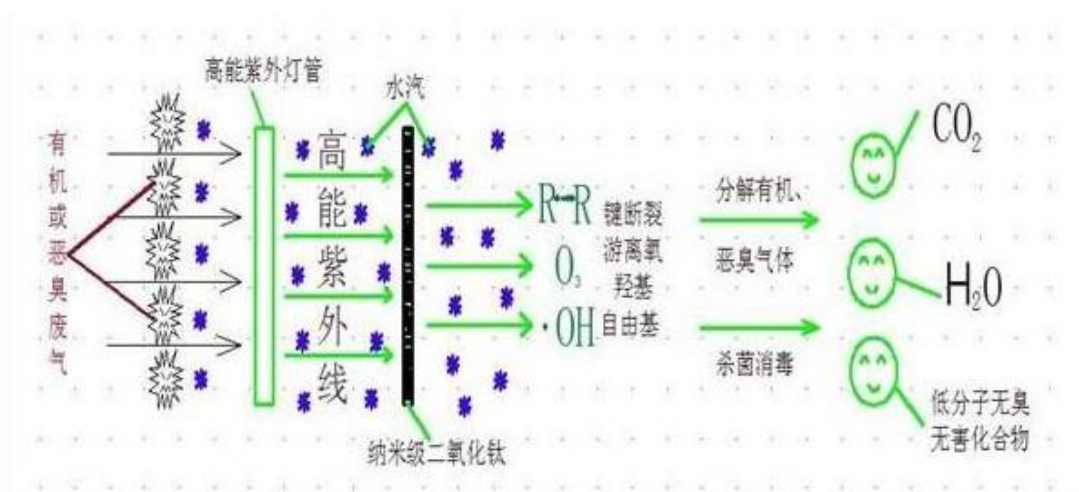 高能紫外灯管
水汽
有机或恶臭废气
高能紫外线
纳米级二氧化钛
R↔R 键断裂
O₃ 游离氧
·OH 羟基
自由基
分解有机、
恶臭气体
杀菌消毒
CO₂
H₂O
低分子无臭
无害化合物